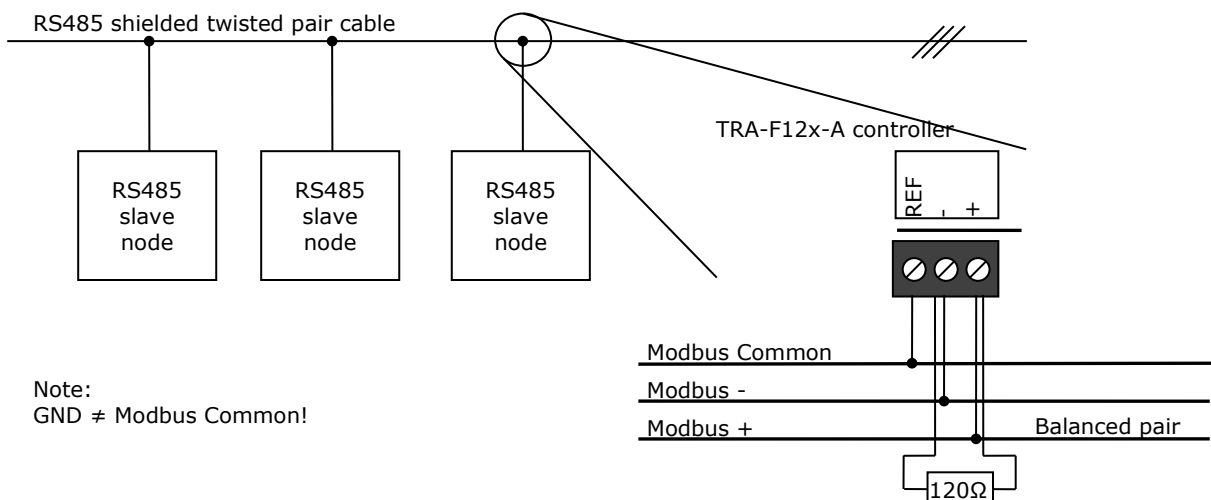 RS485 shielded twisted pair cable
TRA-F12x-A controller
RS485
slave
node
RS485
slave
node
RS485
slave
node
REF
-
+
Modbus Common
Modbus -
Modbus +
Balanced pair
120Ω
Note:
GND ≠ Modbus Common!